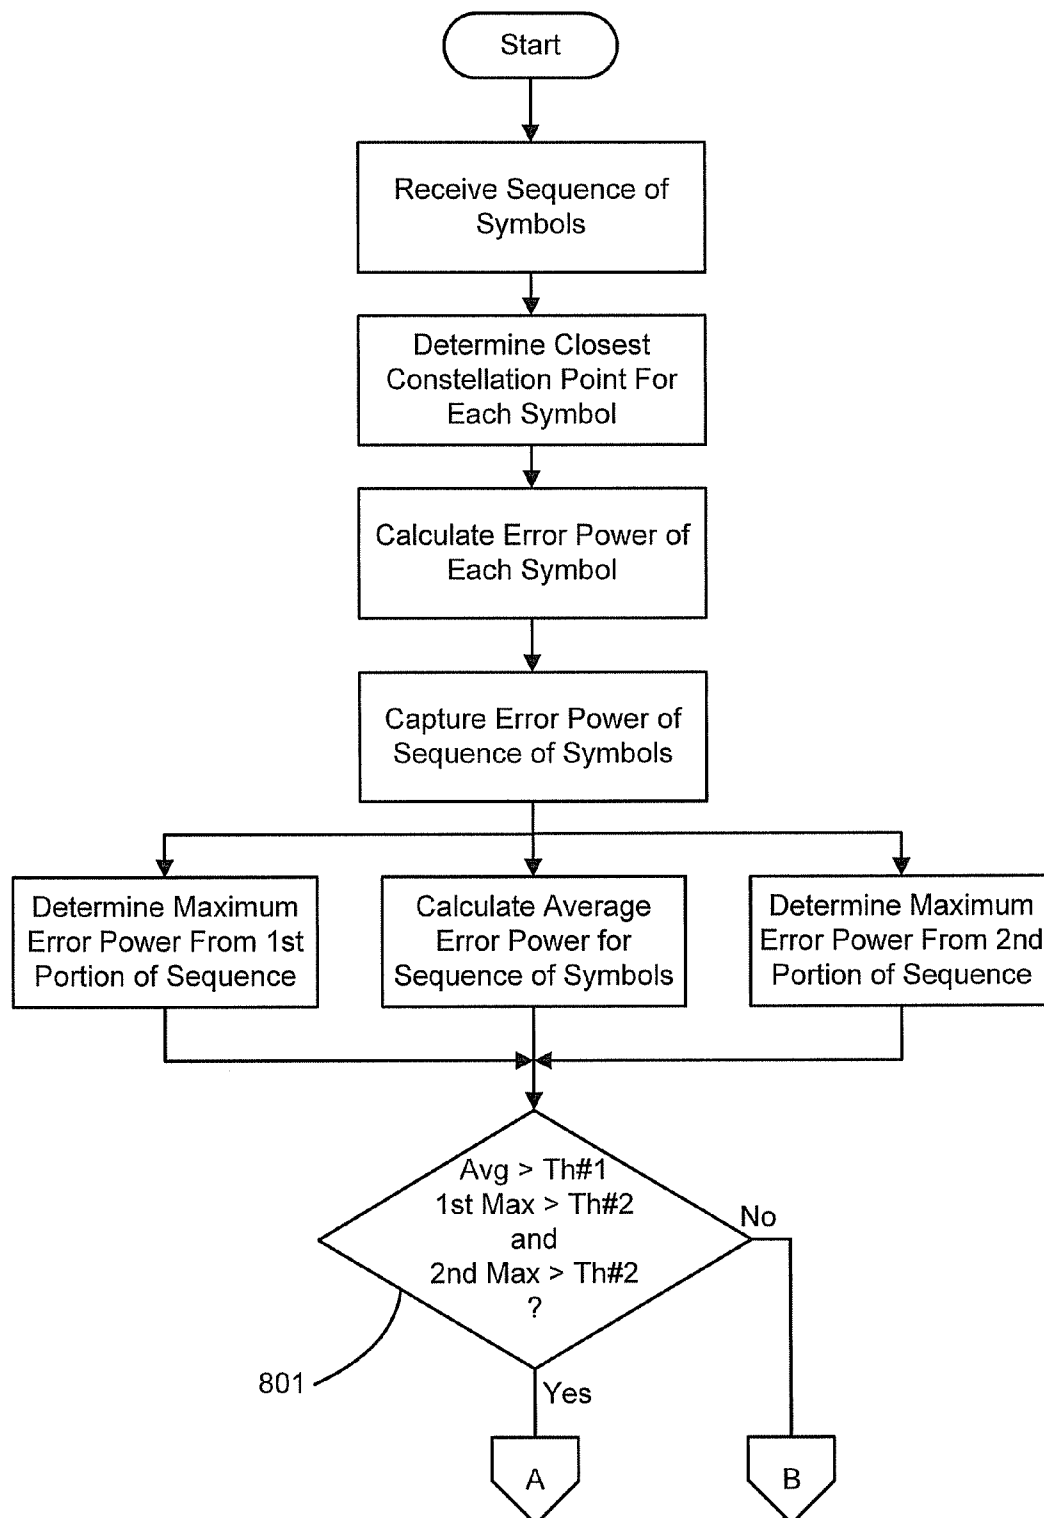 Start
Receive Sequence of
Symbols
Determine Closest
Constellation Point For
Each Symbol
Calculate Error Power of
Each Symbol
Capture Error Power of
Sequence of Symbols
Determine Maximum
Error Power From 1st
Portion of Sequence
Calculate Average
Error Power for
Sequence of Symbols
Determine Maximum
Error Power From 2nd
Portion of Sequence
Avg > Th#1
1st Max > Th#2
and
2nd Max > Th#2
?
No
801
Yes
A
B